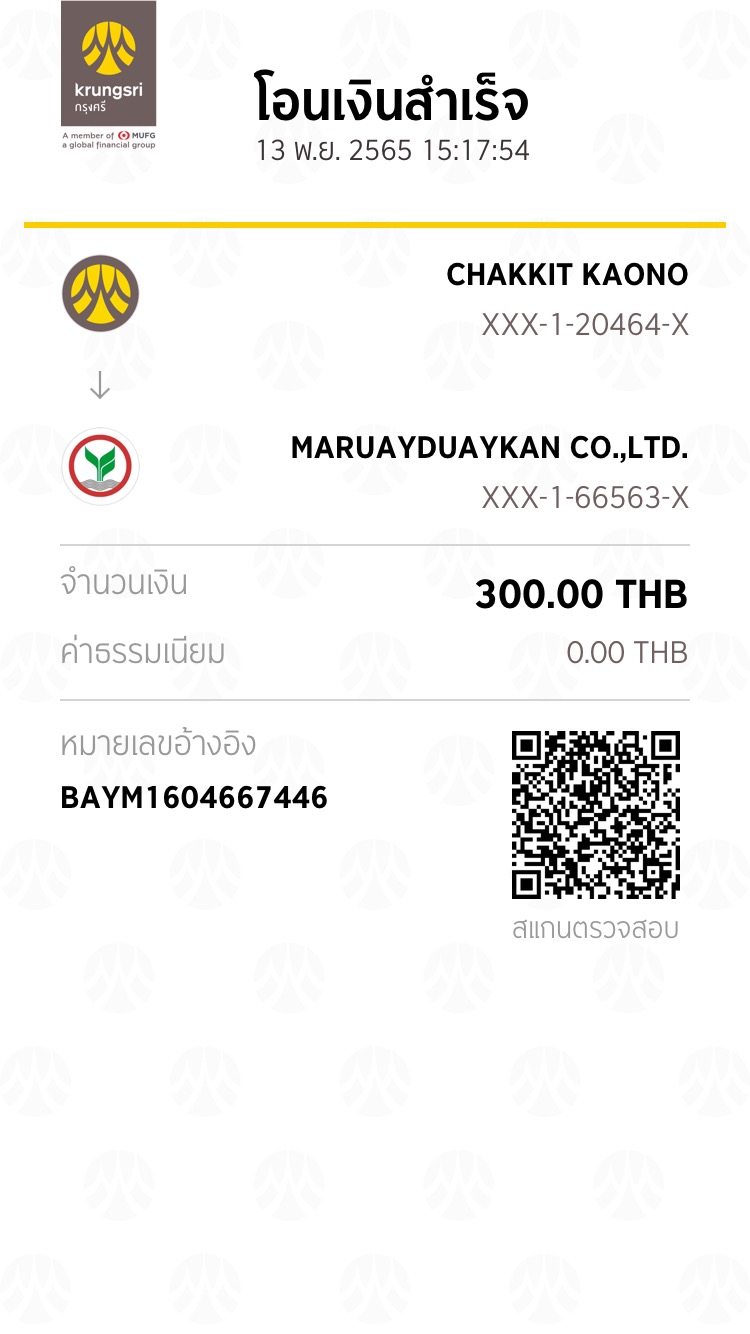 krungsri
กรุงศรี
A member of MUFG
a global financial group
โอนเงินสำเร็จ
13 พ.ย. 2565 15:17:54
CHAKKIT KAONO
XXX-1-20464-X
MARUAYDUAYKAN CO.,LTD.
XXX-1-66563-X
จำนวนเงิน
300.00 THB
ค่าธรรมเนียม
0.00 THB
หมายเลขอ้างอิง
BAYM1604667446
สแกนตรวจสอบ